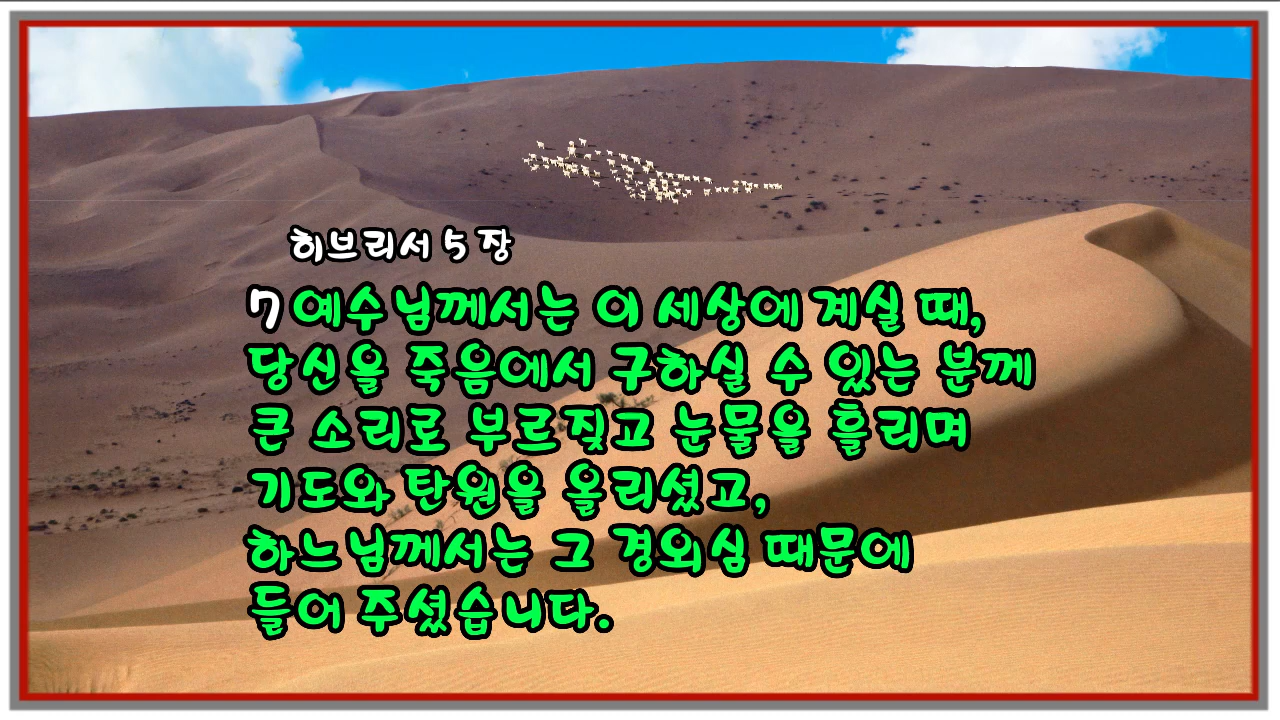 히브리서 5 장
7 예수님께서는 이 세상에 계실 때,
당신을 죽음에서 구하실 수 있는 분께
큰 소리로 부르짖고 눈물을 흘리며
기도와 탄원을 올리셨고,
하느님께서는 그 경외심 때문에
들어 주셨습니다.